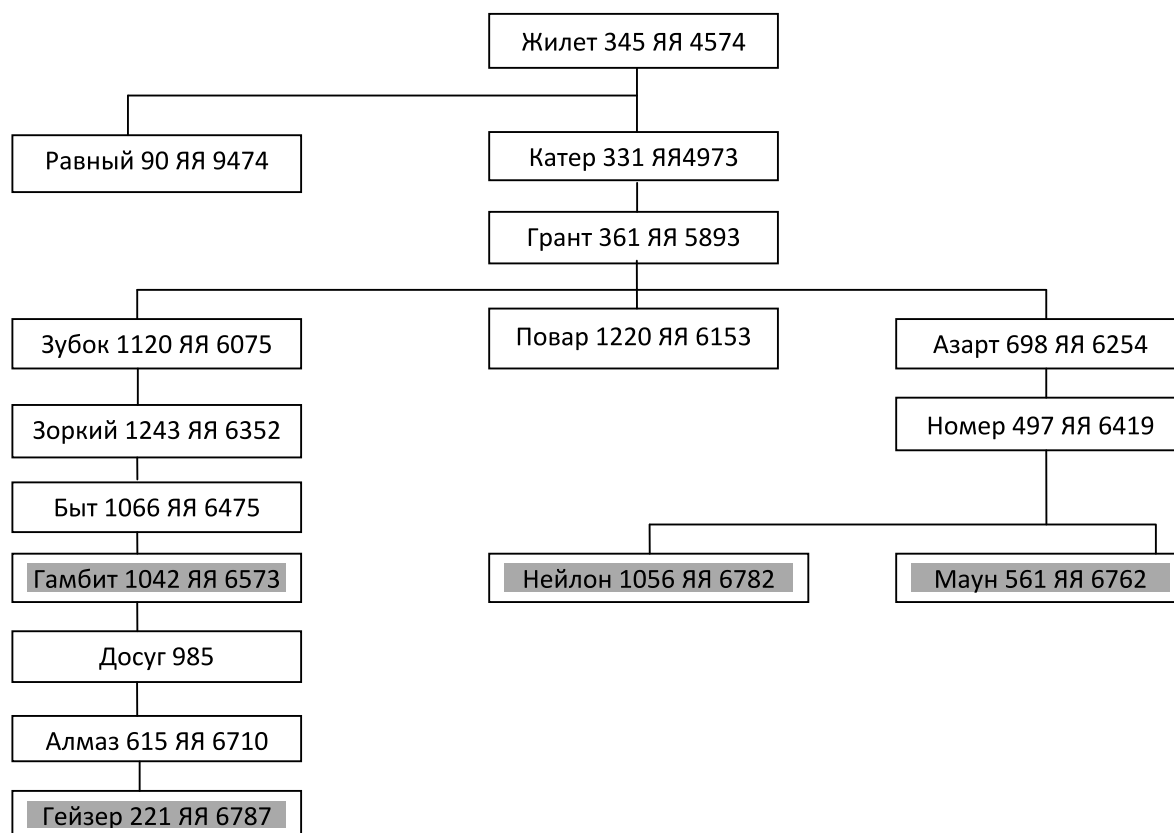 Жилет 345 ЯЯ 4574
Равный 90 ЯЯ 9474
Катер 331 ЯЯ4973
Грант 361 ЯЯ 5893
Зубок 1120 ЯЯ 6075
Повар 1220 ЯЯ 6153
Азарт 698 ЯЯ 6254
Зоркий 1243 ЯЯ 6352
Номер 497 ЯЯ 6419
Быт 1066 ЯЯ 6475
Гамбит 1042 ЯЯ 6573
Нейлон 1056 ЯЯ 6782
Маун 561 ЯЯ 6762
Досуг 985
Алмаз 615 ЯЯ 6710
Гейзер 221 ЯЯ 6787